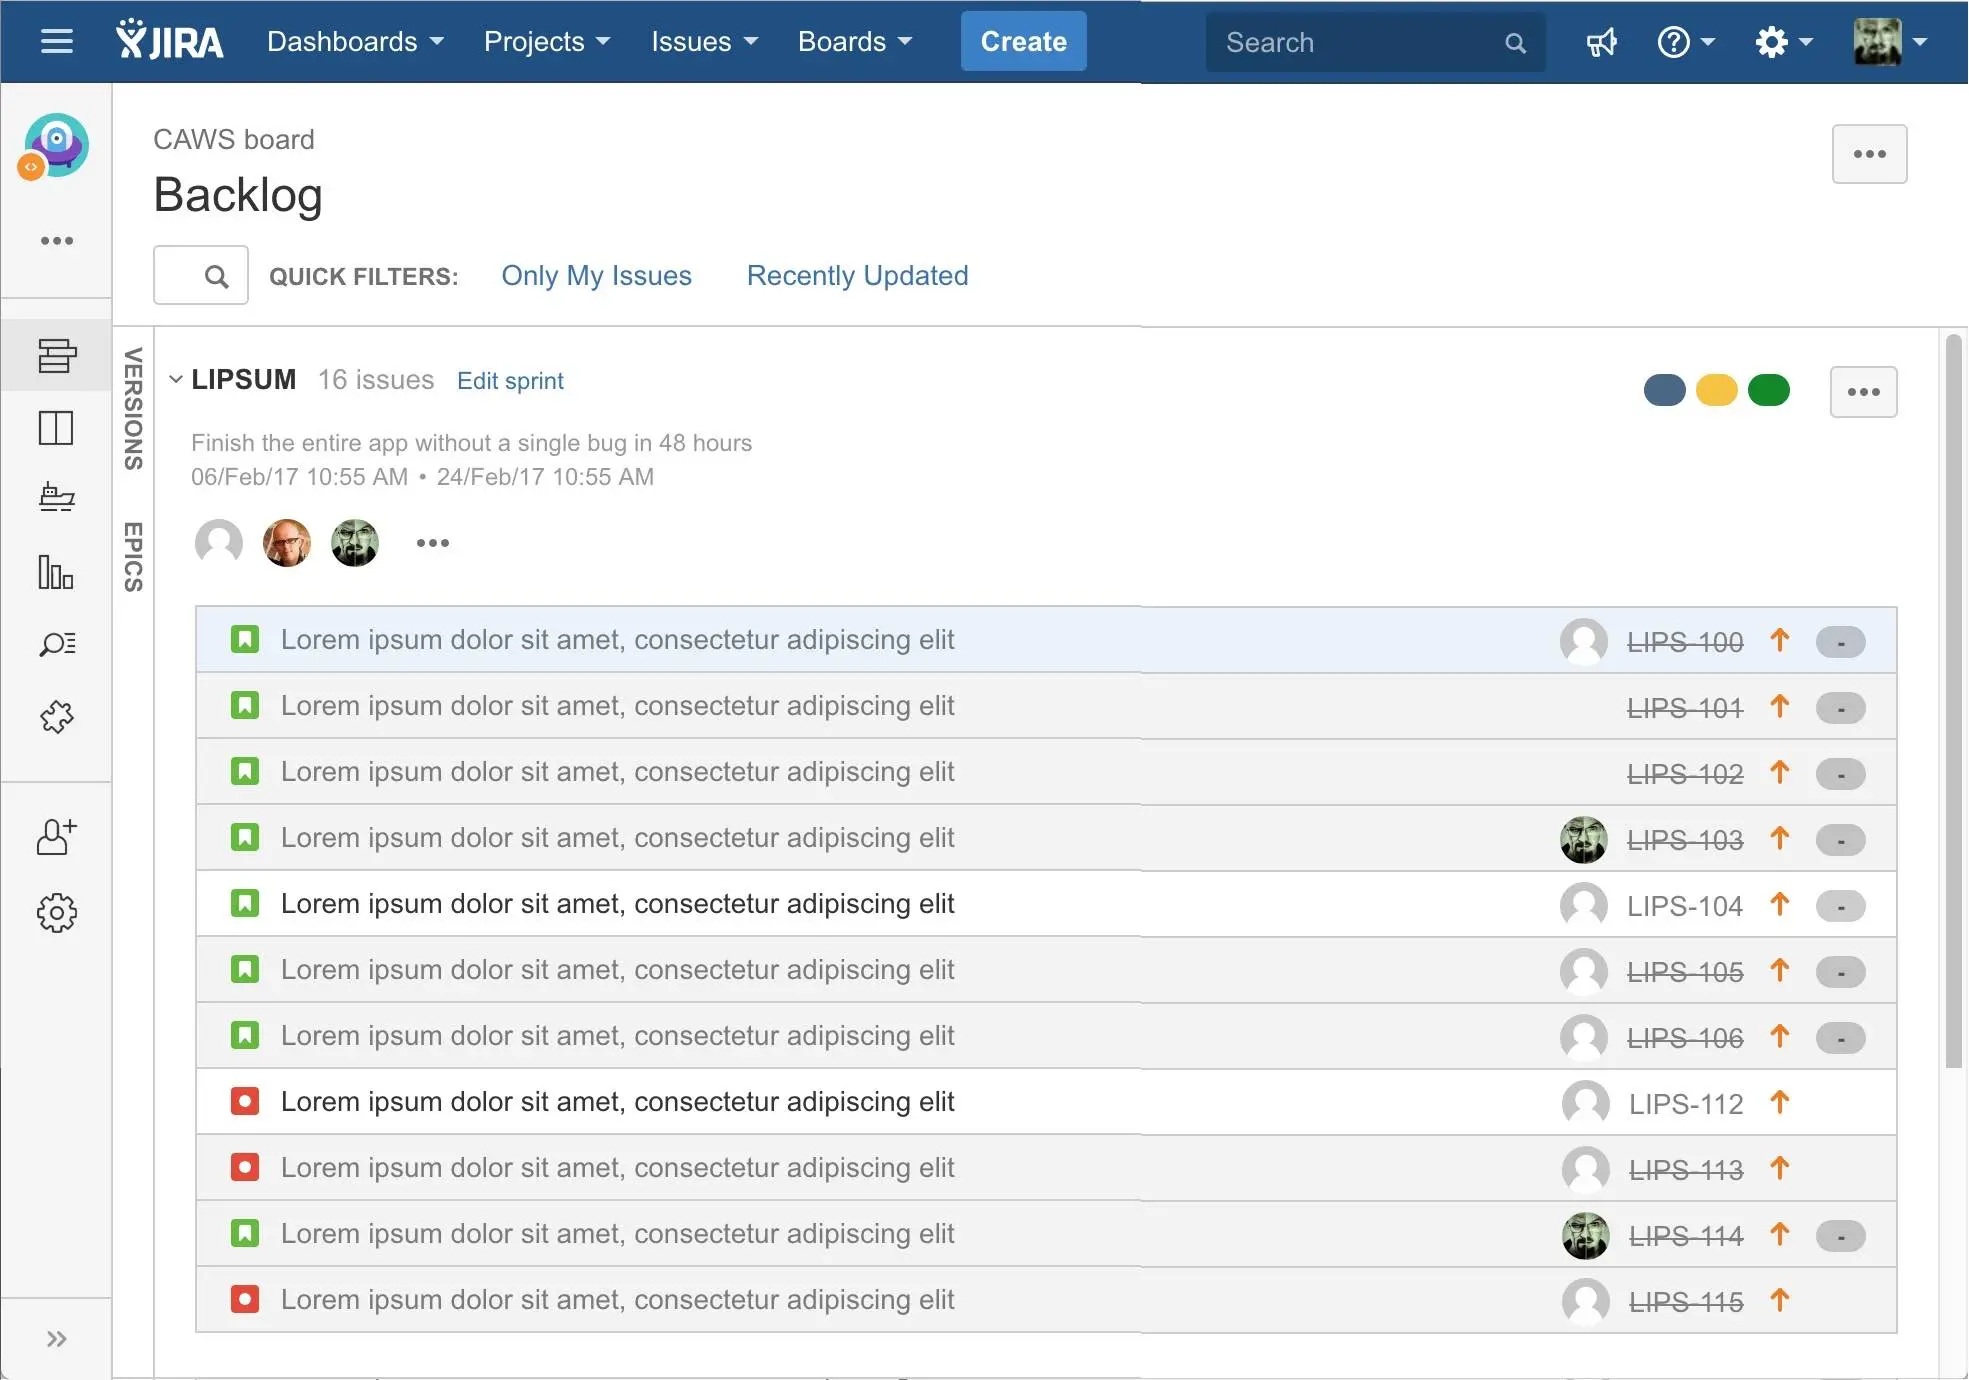 JIRA Dashboards Projects Issues Boards Create Search
CAWS board
Backlog
QUICK FILTERS: Only My Issues Recently Updated
VERSIONS
EPICS
LIPSUM 16 issues Edit sprint
Finish the entire app without a single bug in 48 hours
06/Feb/17 10:55 AM • 24/Feb/17 10:55 AM
Lorem ipsum dolor sit amet, consectetur adipiscing elit LIPS-100 -
Lorem ipsum dolor sit amet, consectetur adipiscing elit LIPS-101 -
Lorem ipsum dolor sit amet, consectetur adipiscing elit LIPS-102 -
Lorem ipsum dolor sit amet, consectetur adipiscing elit LIPS-103 -
Lorem ipsum dolor sit amet, consectetur adipiscing elit LIPS-104 -
Lorem ipsum dolor sit amet, consectetur adipiscing elit LIPS-105 -
Lorem ipsum dolor sit amet, consectetur adipiscing elit LIPS-106 -
Lorem ipsum dolor sit amet, consectetur adipiscing elit LIPS-112
Lorem ipsum dolor sit amet, consectetur adipiscing elit LIPS-113
Lorem ipsum dolor sit amet, consectetur adipiscing elit LIPS-114 -
Lorem ipsum dolor sit amet, consectetur adipiscing elit LIPS-115